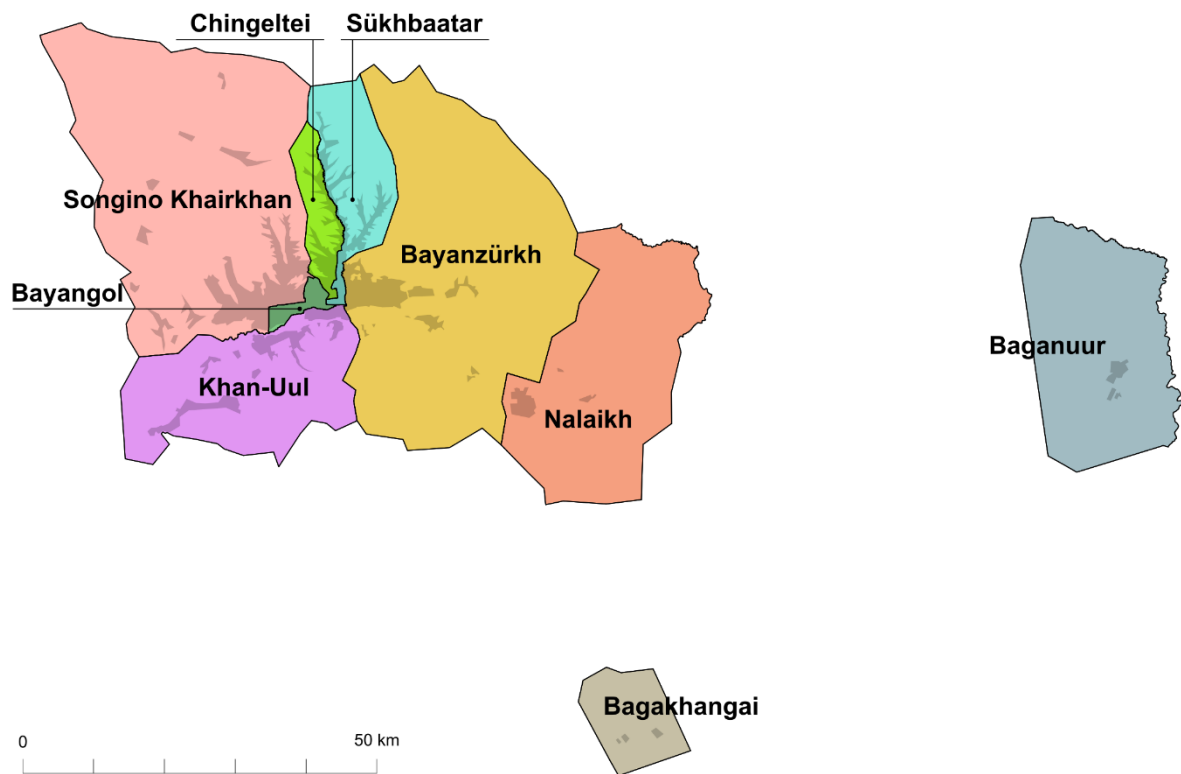 Chingeltei
Sükhbaatar
Songino Khairkhan
Bayanzürkh
Bayangol
Baganuur
Khan-Uul
Nalaikh
Bagakhangai
0
50 km